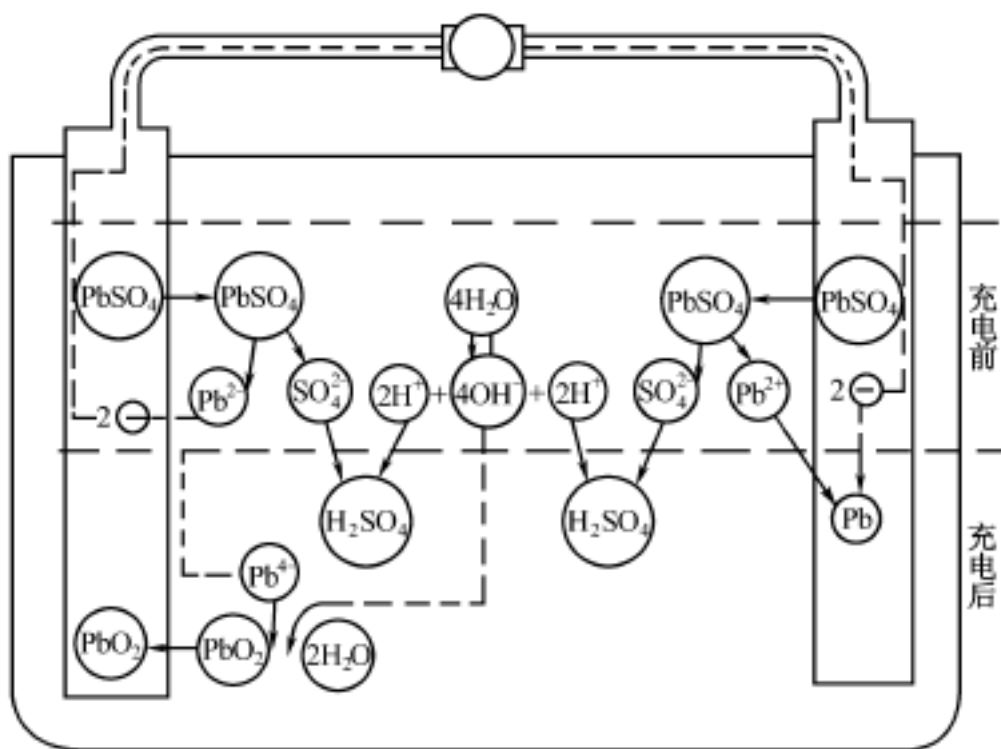 PbSO₄ PbSO₄ 4H₂O PbSO₄ PbSO₄
充电前
2 − Pb²⁻ SO₄²⁻ 2H⁺ + 4OH⁻ + 2H⁺ SO₄²⁻ Pb²⁺ 2 −
H₂SO₄ H₂SO₄ Pb
充电后
Pb⁴⁻
PbO₂ PbO₂ 2H₂O